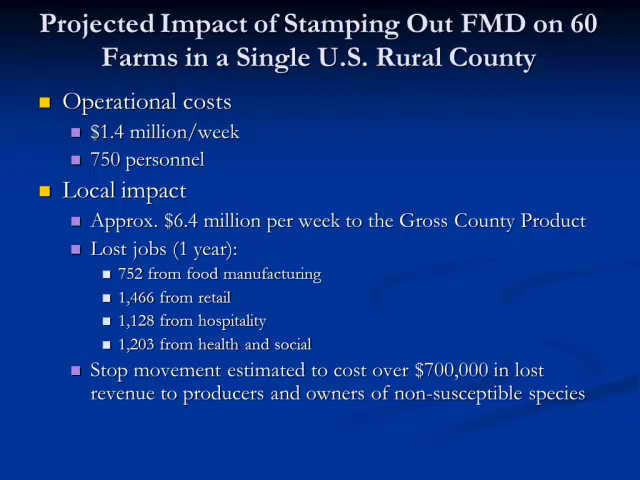 Projected Impact of Stamping Out FMD on 60
Farms in a Single U.S. Rural County
Operational costs
$1.4 million/week
750 personnel
Local impact
Approx. $6.4 million per week to the Gross County Product
Lost jobs (1 year):
752 from food manufacturing
1,466 from retail
1,128 from hospitality
1,203 from health and social
Stop movement estimated to cost over $700,000 in lost
revenue to producers and owners of non-susceptible species